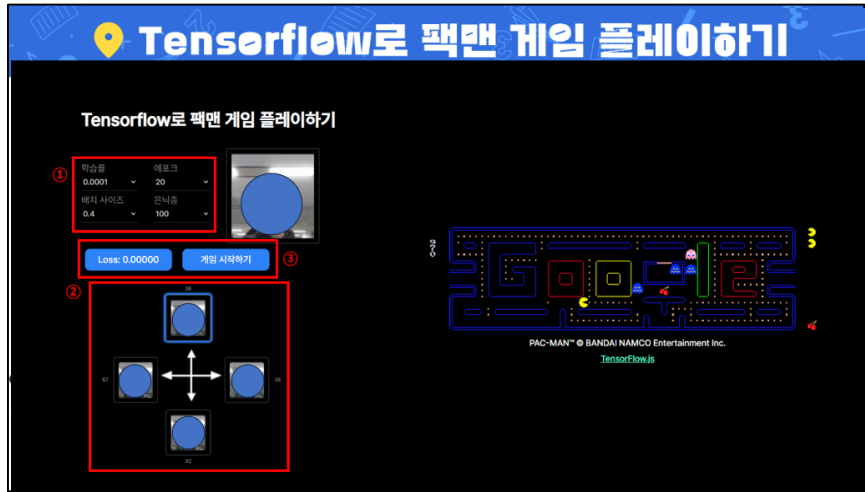 Tensorflow로 팩맨 게임 플레이하기
Tensorflow로 팩맨 게임 플레이하기
①
학습률 에포크
0.0001 20
배치 사이즈 은닉층
0.4 100
Loss: 0.00000 게임 시작하기 ③
②
36
57 38
42
PAC-MAN™ © BANDAI NAMCO Entertainment Inc.
TensorFlow.js